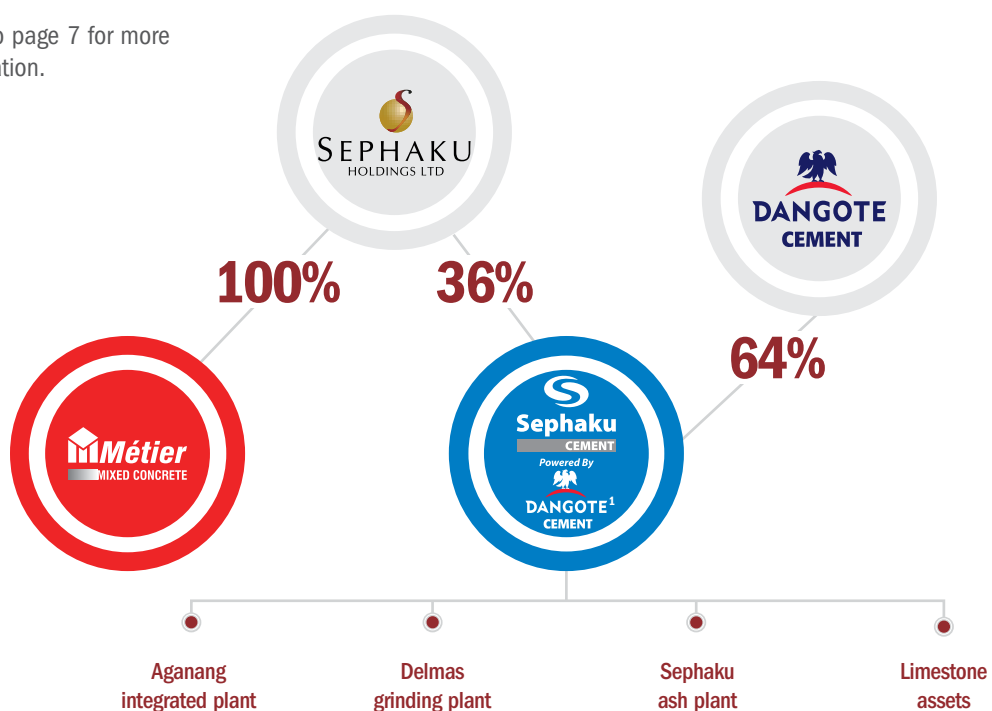 page 7 for more
SEPHAKU
HOLDINGS LTD
DANGOTE
CEMENT
100%
36%
64%
Métier
MIXED CONCRETE
Sephaku
CEMENT
Powered By
DANGOTE¹
CEMENT
Aganang
integrated plant
Delmas
grinding plant
Sephaku
ash plant
Limestone
assets